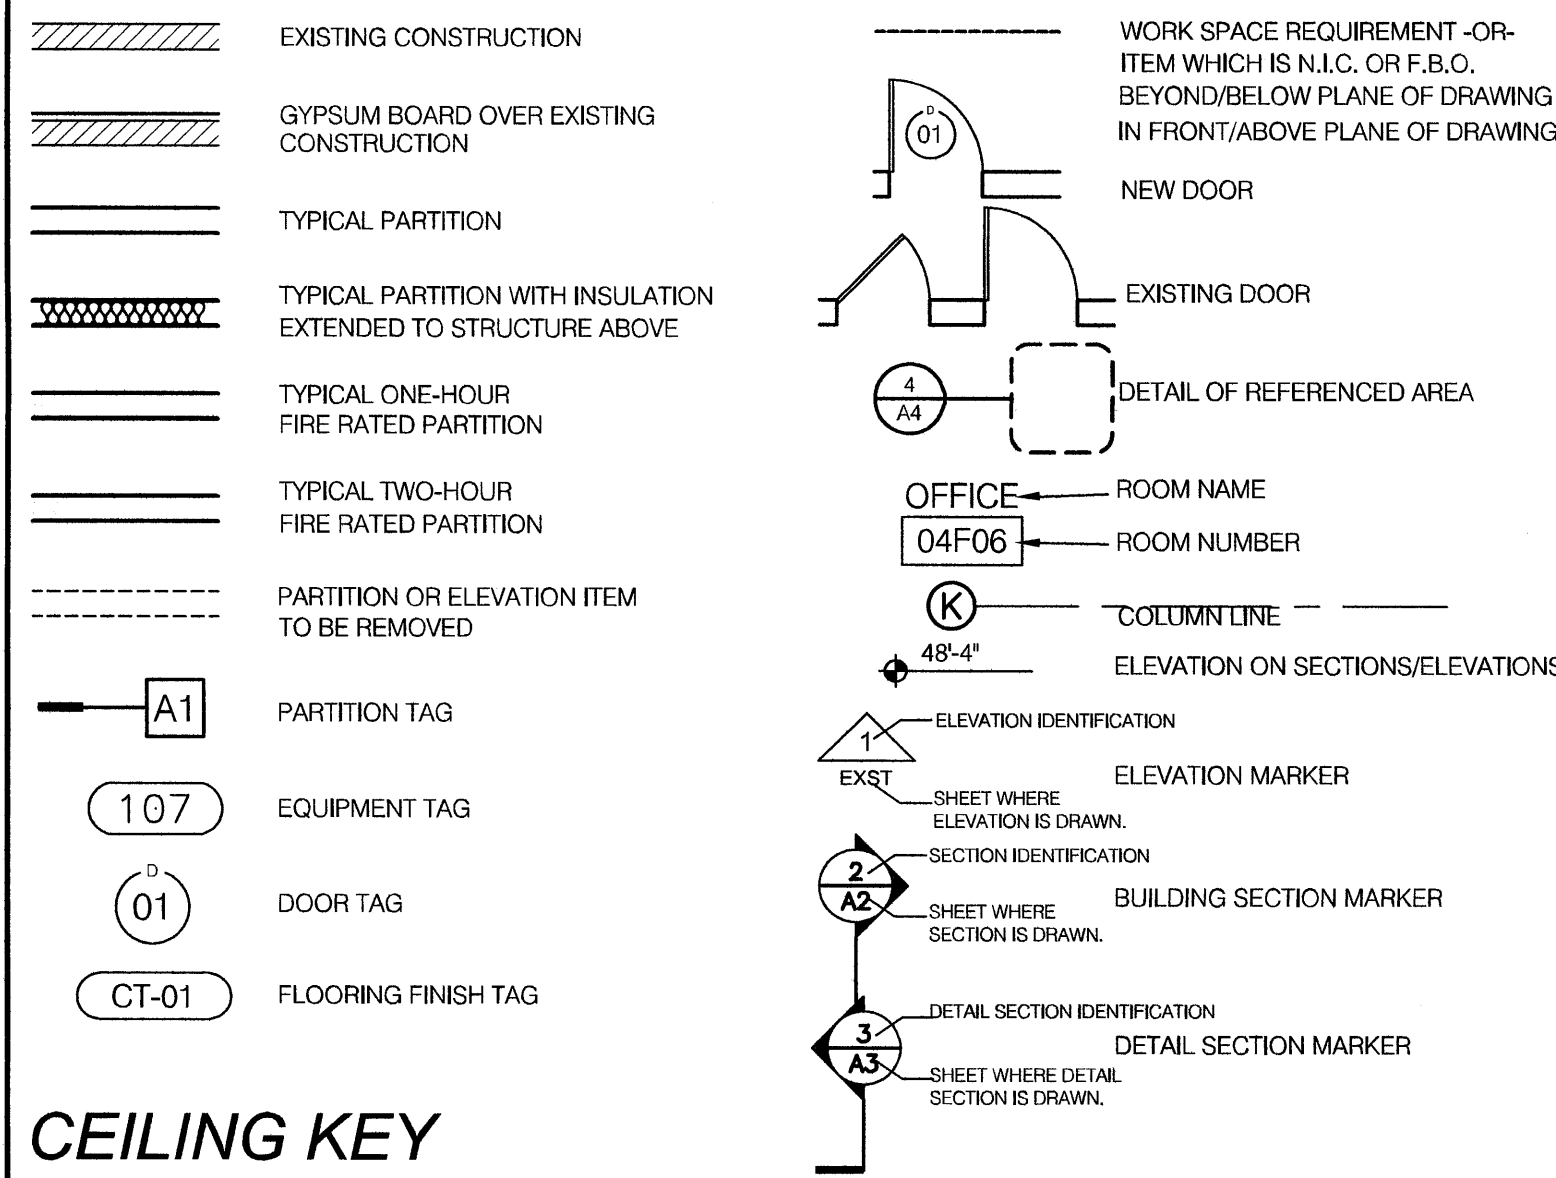 EXISTING CONSTRUCTION
GYPSUM BOARD OVER EXISTING
CONSTRUCTION
TYPICAL PARTITION
TYPICAL PARTITION WITH INSULATION
EXTENDED TO STRUCTURE ABOVE
TYPICAL ONE-HOUR
FIRE RATED PARTITION
TYPICAL TWO-HOUR
FIRE RATED PARTITION
PARTITION OR ELEVATION ITEM
TO BE REMOVED
A1
PARTITION TAG
107
EQUIPMENT TAG
D
01
DOOR TAG
CT-01
FLOORING FINISH TAG
CEILING KEY
WORK SPACE REQUIREMENT -OR-
ITEM WHICH IS N.I.C. OR F.B.O.
BEYOND/BELOW PLANE OF DRAWING
IN FRONT/ABOVE PLANE OF DRAWING
D
01
NEW DOOR
EXISTING DOOR
4
A4
DETAIL OF REFERENCED AREA
OFFICE
ROOM NAME
04F06
ROOM NUMBER
K
COLUMN LINE
48'-4"
ELEVATION ON SECTIONS/ELEVATIONS
1
ELEVATION IDENTIFICATION
EXST
ELEVATION MARKER
SHEET WHERE
ELEVATION IS DRAWN.
2
SECTION IDENTIFICATION
A2
BUILDING SECTION MARKER
SHEET WHERE
SECTION IS DRAWN.
3
DETAIL SECTION IDENTIFICATION
A3
DETAIL SECTION MARKER
SHEET WHERE DETAIL
SECTION IS DRAWN.